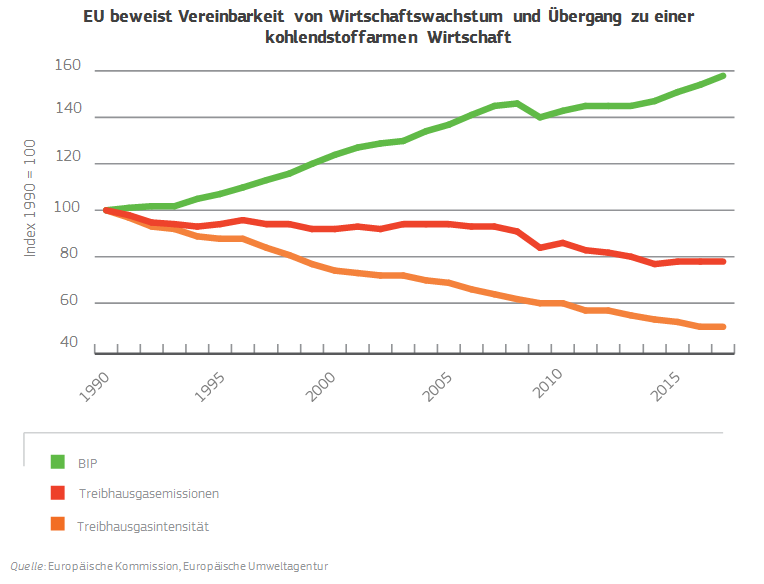 EU beweist Vereinbarkeit von Wirtschaftswachstum und Übergang zu einer
kohlendstoffarmen Wirtschaft
Index 1990 = 100
160
140
120
100
80
60
40
1990
1995
2000
2005
2010
2015
BIP
Treibhausgasemissionen
Treibhausgasintensität
Quelle: Europäische Kommission, Europäische Umweltagentur